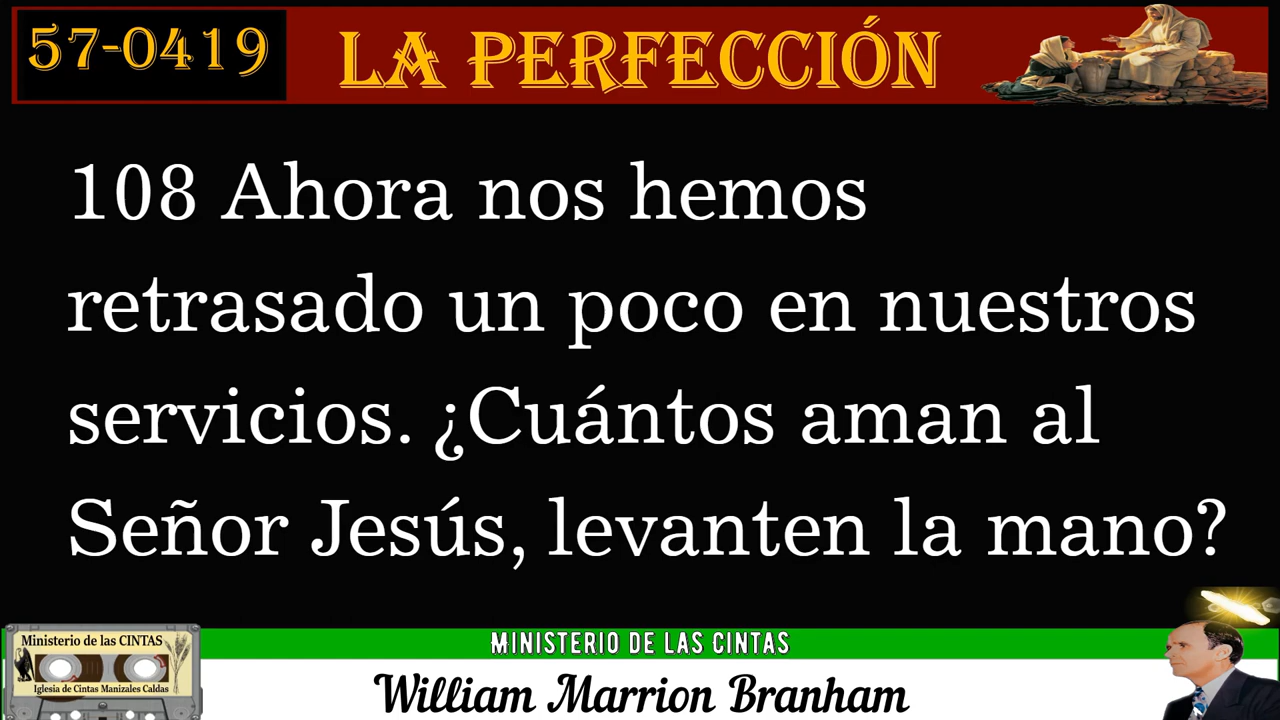 57-0419
LA PERFECCIÓN
108 Ahora nos hemos
retrasado un poco en nuestros
servicios. ¿Cuántos aman al
Señor Jesús, levanten la mano?
Ministerio de las CINTAS
Iglesia de Cintas Manizales Caldas
MINISTERIO DE LAS CINTAS
William Marrion Branham